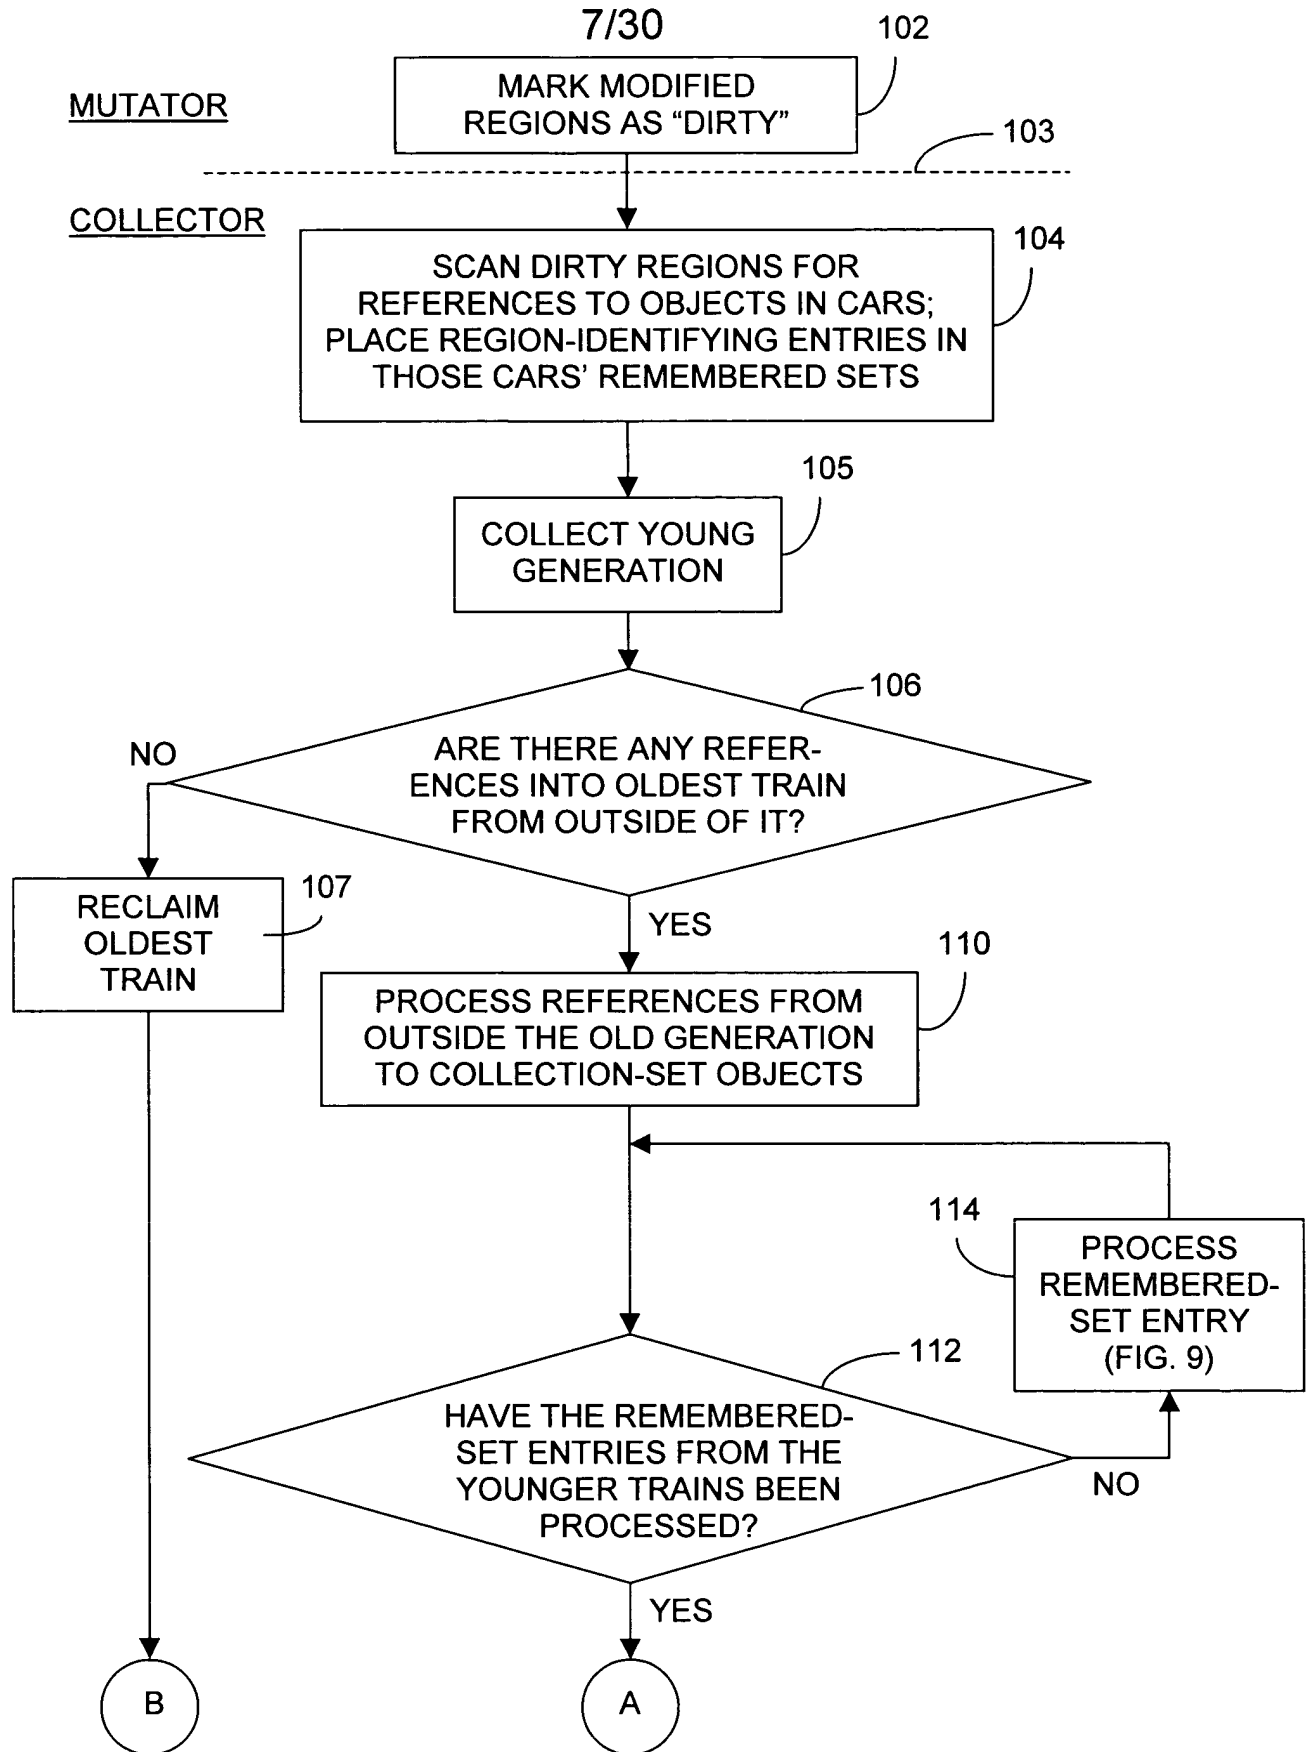 7/30
102
MARK MODIFIED
REGIONS AS “DIRTY”
MUTATOR
103
COLLECTOR
104
SCAN DIRTY REGIONS FOR
REFERENCES TO OBJECTS IN CARS;
PLACE REGION-IDENTIFYING ENTRIES IN
THOSE CARS’ REMEMBERED SETS
105
COLLECT YOUNG
GENERATION
106
NO
ARE THERE ANY REFER-
ENCES INTO OLDEST TRAIN
FROM OUTSIDE OF IT?
107
RECLAIM
OLDEST
TRAIN
YES
110
PROCESS REFERENCES FROM
OUTSIDE THE OLD GENERATION
TO COLLECTION-SET OBJECTS
114
PROCESS
REMEMBERED-
SET ENTRY
(FIG. 9)
112
HAVE THE REMEMBERED-
SET ENTRIES FROM THE
YOUNGER TRAINS BEEN
PROCESSED?
NO
YES
B
A